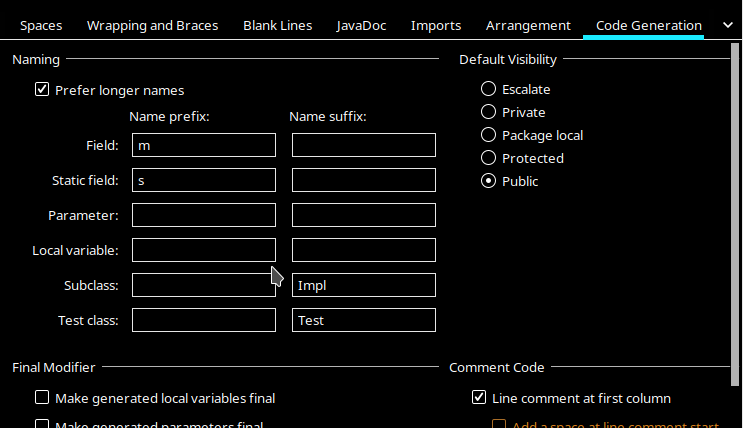 Spaces Wrapping and Braces Blank Lines JavaDoc Imports Arrangement Code Generation
Naming
Prefer longer names
Name prefix: Name suffix:
Field: m
Static field: s
Parameter:
Local variable:
Subclass: Impl
Test class: Test
Default Visibility
Escalate
Private
Package local
Protected
Public
Final Modifier
Make generated local variables final
Make generated parameters final
Comment Code
Line comment at first column
Add a space at line comment start